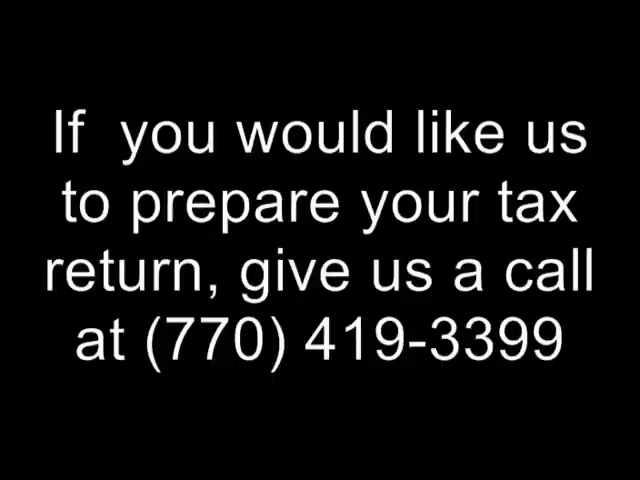 If  you would like us
to prepare your tax
return, give us a call
at (770) 419-3399